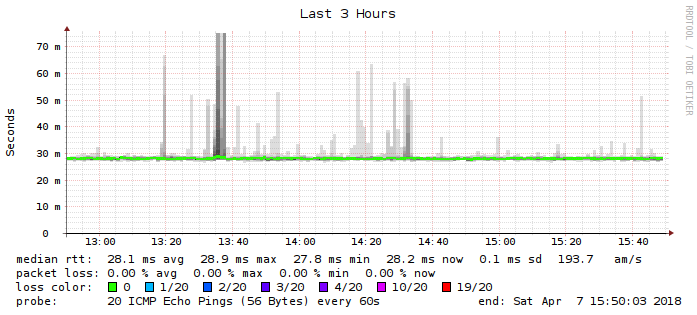 Last 3 Hours
RRDTOOL / TOBI OETIKER
Seconds
70 m
60 m
50 m
40 m
30 m
20 m
10 m
0
13:00 13:20 13:40 14:00 14:20 14:40 15:00 15:20 15:40
median rtt: 28.1 ms avg 28.9 ms max 27.8 ms min 28.2 ms now 0.1 ms sd 193.7 am/s
packet loss: 0.00 % avg 0.00 % max 0.00 % min 0.00 % now
loss color: 0 1/20 2/20 3/20 4/20 10/20 19/20
probe: 20 ICMP Echo Pings (56 Bytes) every 60s end: Sat Apr 7 15:50:03 2018